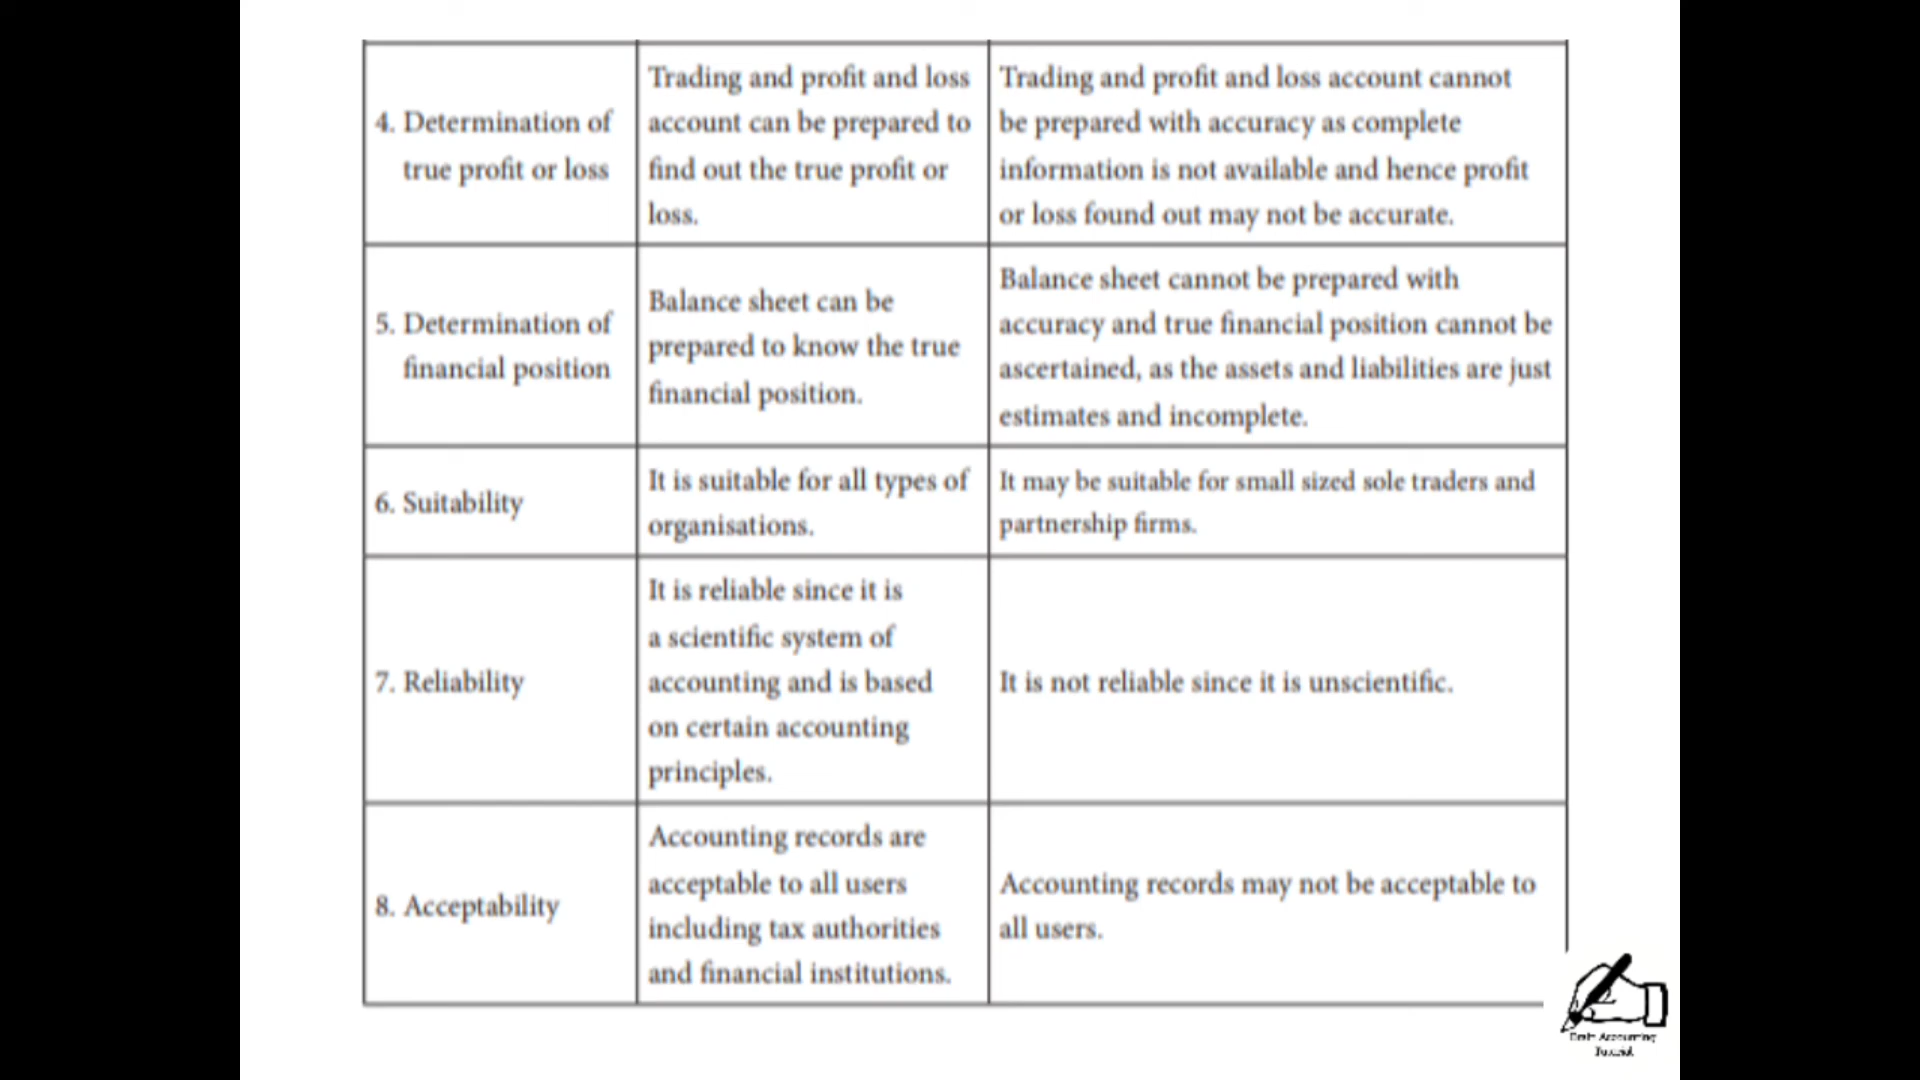 4. Determination of
true profit or loss
Trading and profit and loss
account can be prepared to
find out the true profit or
loss.
Trading and profit and loss account cannot
be prepared with accuracy as complete
information is not available and hence profit
or loss found out may not be accurate.
5. Determination of
financial position
Balance sheet can be
prepared to know the true
financial position.
Balance sheet cannot be prepared with
accuracy and true financial position cannot be
ascertained, as the assets and liabilities are just
estimates and incomplete.
6. Suitability
It is suitable for all types of
organisations.
It may be suitable for small sized sole traders and
partnership firms.
7. Reliability
It is reliable since it is
a scientific system of
accounting and is based
on certain accounting
principles.
It is not reliable since it is unscientific.
8. Acceptability
Accounting records are
acceptable to all users
including tax authorities
and financial institutions.
Accounting records may not be acceptable to
all users.